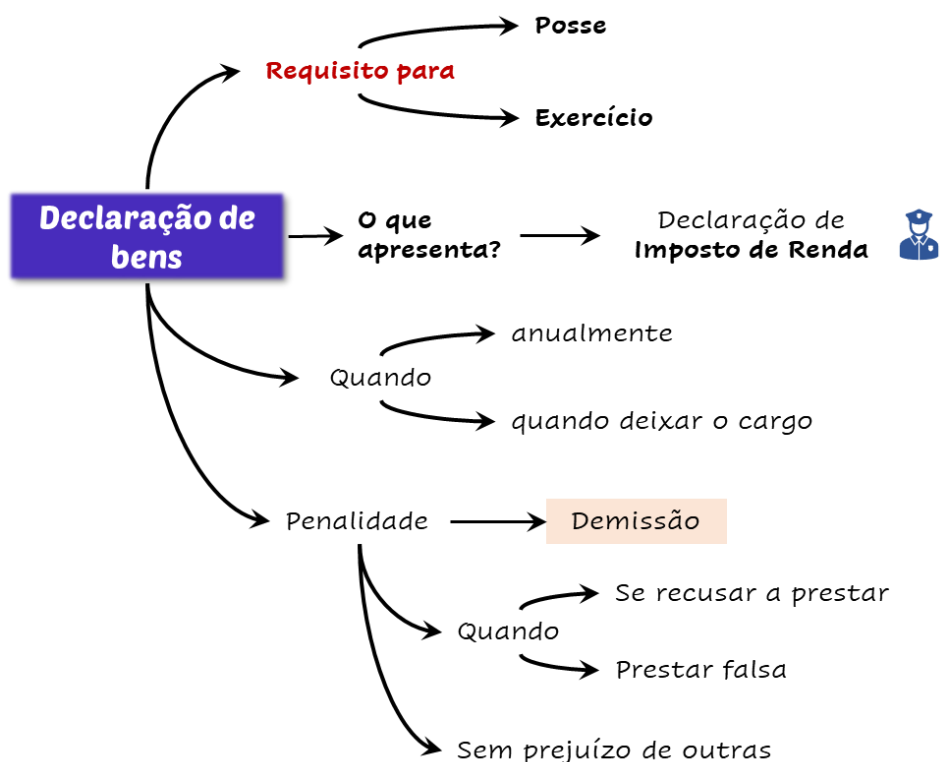 Posse
Requisito para
Exercício
Declaração de
bens
O que
apresenta?
Declaração de
Imposto de Renda
anualmente
Quando
quando deixar o cargo
Penalidade
Demissão
Se recusar a prestar
Quando
Prestar falsa
Sem prejuízo de outras